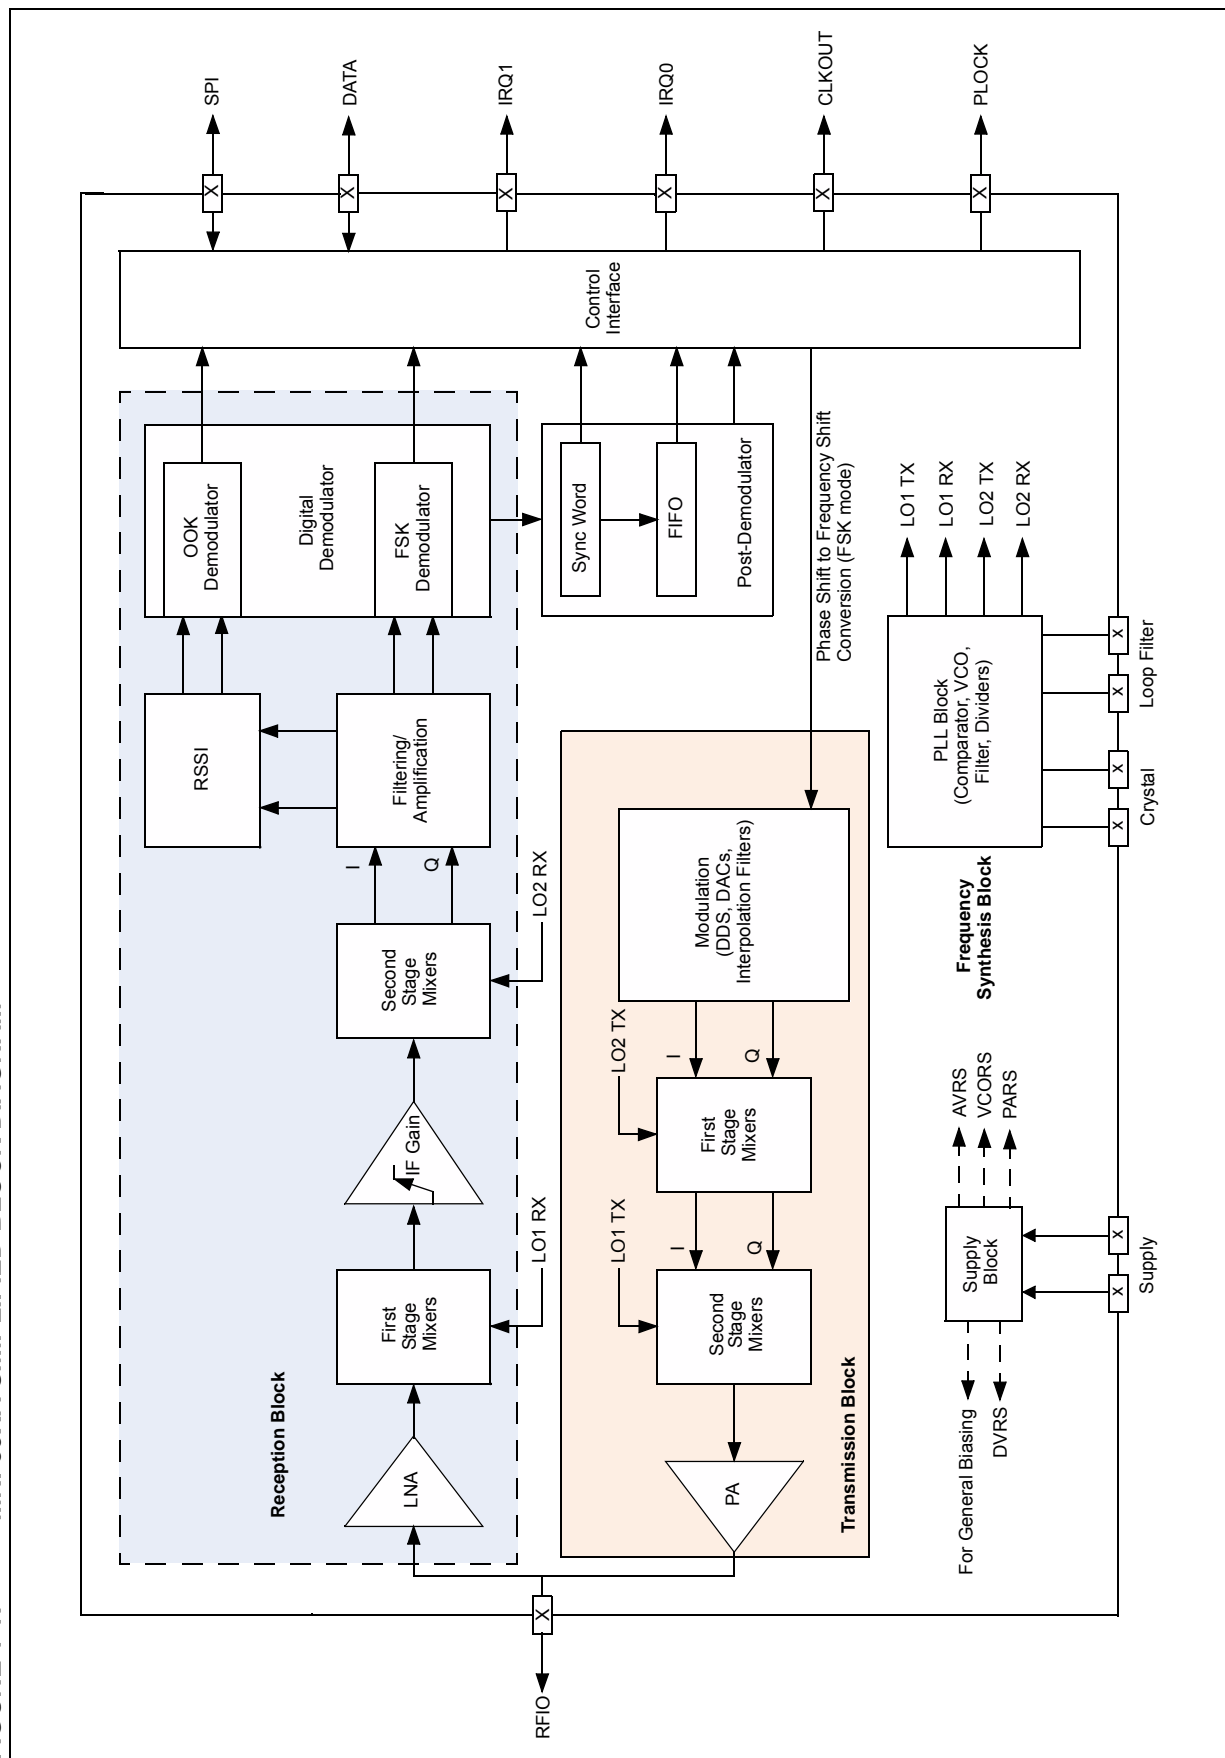 SPI
DATA
IRQ1
IRQ0
CLKOUT
PLOCK
Control
Interface
OOK
Demodulator
Digital
Demodulator
FSK
Demodulator
RSSI
Filtering/
Amplification
I
Q
Second
Stage
Mixers
LO2 RX
IF Gain
First
Stage
Mixers
LO1 RX
LNA
Reception Block
RFIO
X
X
X
X
X
X
X
Sync Word
FIFO
Post-Demodulator
Phase Shift to Frequency Shift
Conversion (FSK mode)
Modulation
(DDS, DACs,
Interpolation Filters)
I
Q
LO2 TX
First
Stage
Mixers
I
Q
LO1 TX
Second
Stage
Mixers
PA
Transmission Block
LO1 TX
LO1 RX
LO2 TX
LO2 RX
PLL Block
(Comparator, VCO,
Filter, Dividers)
Frequency
Synthesis Block
X
X
Loop Filter
X
X
Crystal
AVRS
VCORS
PARS
Supply
Block
For General Biasing
DVRS
X
X
Supply